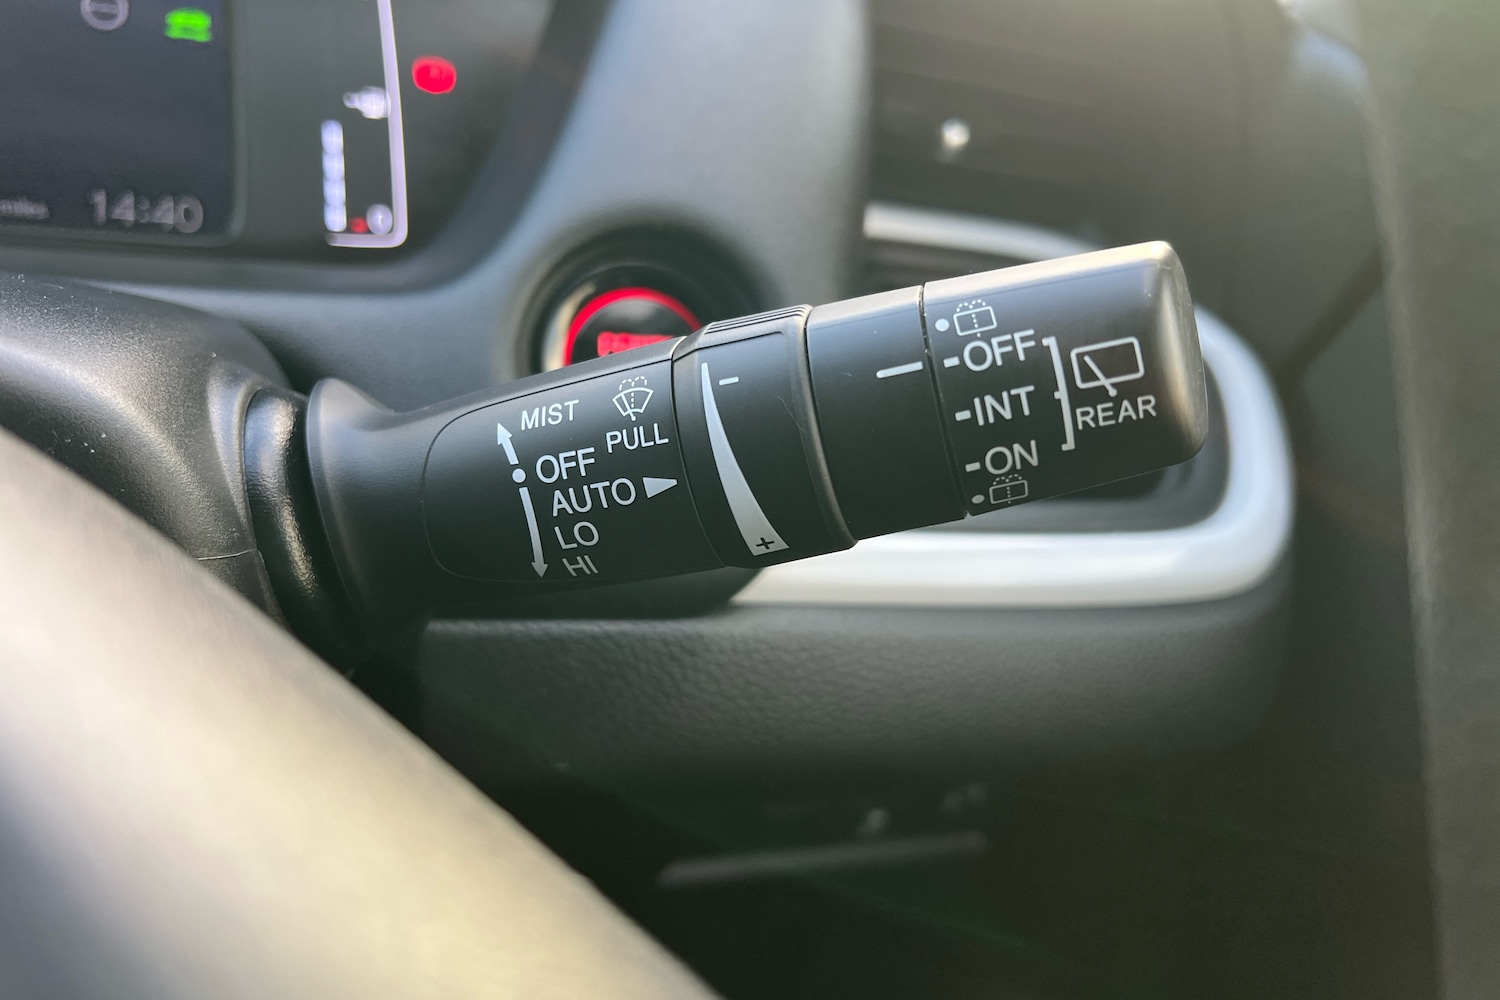 14:40
MIST
PULL
OFF
AUTO
LO
HI
-
+
OFF
INT
ON
REAR